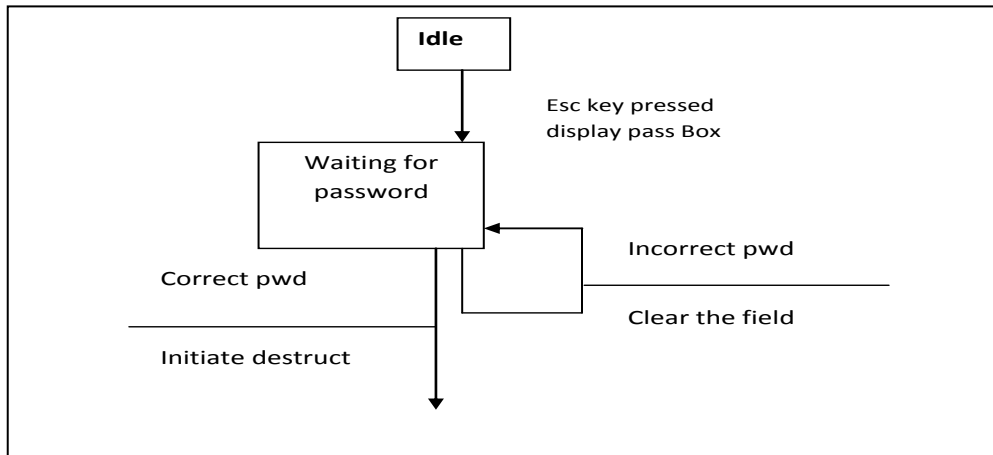 Idle
Esc key pressed
display pass Box
Waiting for
password
Incorrect pwd
Correct pwd
Clear the field
Initiate destruct